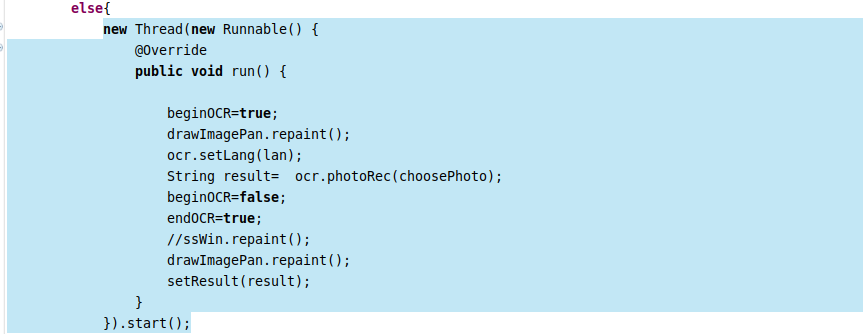 else{
new Thread(new Runnable() {
@Override
public void run() {
beginOCR=true;
drawImagePan.repaint();
ocr.setLang(lan);
String result=  ocr.photoRec(choosePhoto);
beginOCR=false;
endOCR=true;
//ssWin.repaint();
drawImagePan.repaint();
setResult(result);
}
}).start();